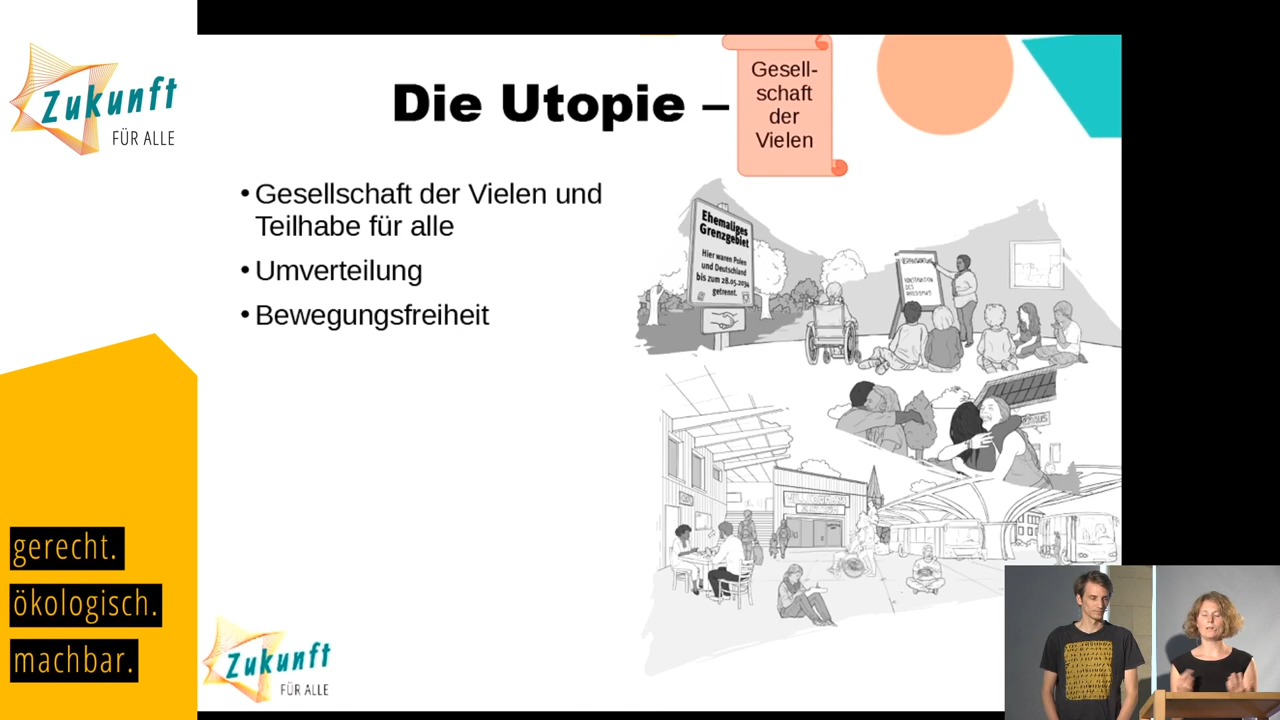 Zukunft
FÜR ALLE
Die Utopie –
Gesell-
schaft
der
Vielen
• Gesellschaft der Vielen und
Teilhabe für alle
• Umverteilung
• Bewegungsfreiheit
Ehemaliges
Grenzgebiet
Hier waren Polen
und Deutschland
bis zum 28.05.2034
getrennt.
gerecht.
ökologisch.
machbar.
Zukunft
FÜR ALLE